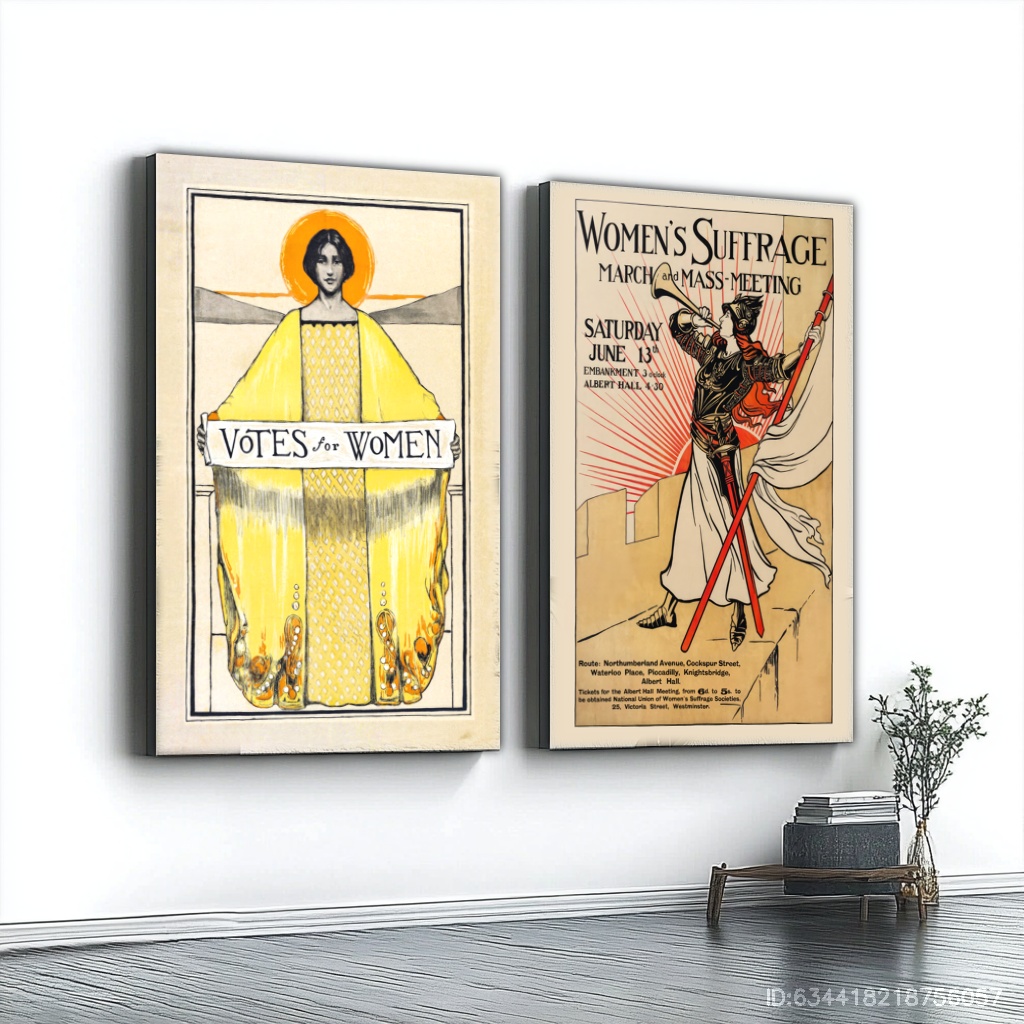 VOTES for WOMEN
WOMEN'S SUFFRAGE
MARCH and MASS-MEETING
SATURDAY
JUNE 13th
EMBANKMENT 3 o'clock
ALBERT HALL 4·30
Route: Northumberland Avenue, Cockspur Street,
Waterloo Place, Piccadilly, Knightsbridge,
Albert Hall.
Tickets for the Albert Hall Meeting, from 6d. to 5s. to
be obtained National Union of Women's Suffrage Societies.
25, Victoria Street, Westminster.
ID:634418218756057